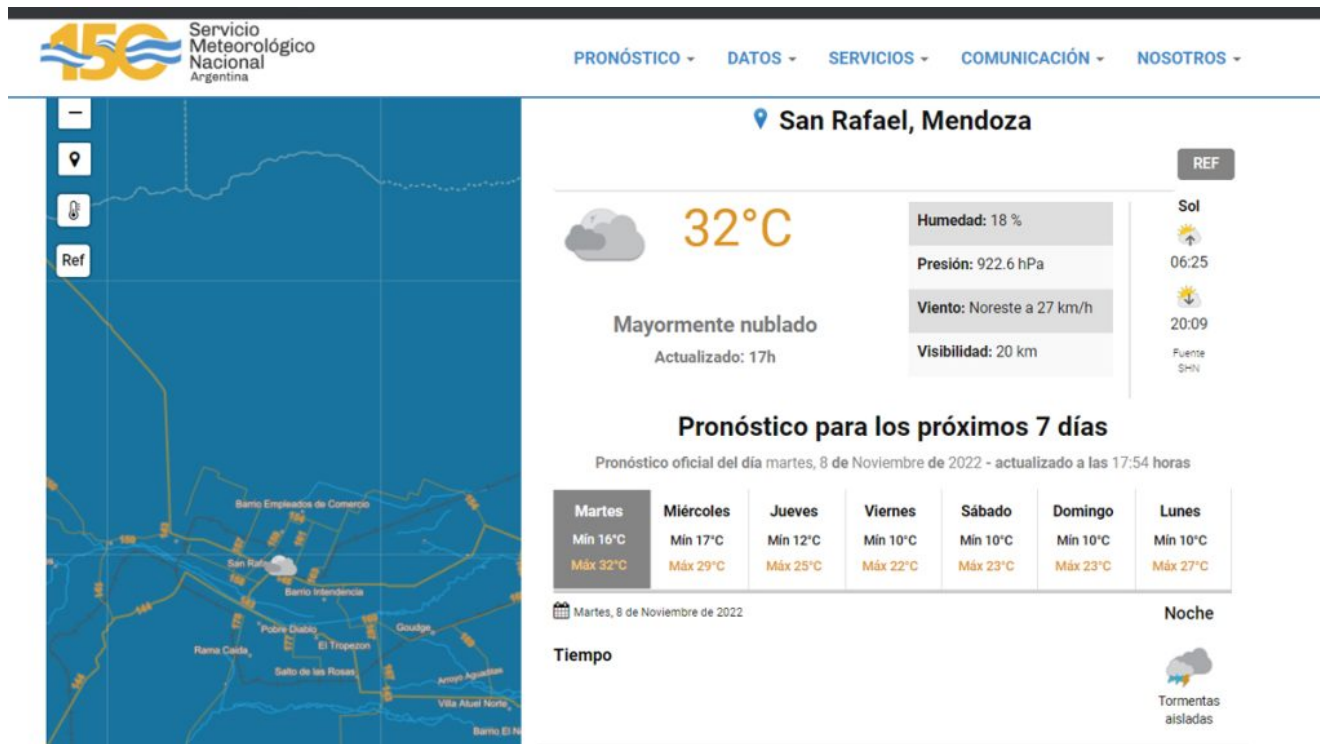 150
Servicio
Meteorológico
Nacional
Argentina
PRONÓSTICO
DATOS
SERVICIOS
COMUNICACIÓN
NOSOTROS
San Rafael, Mendoza
REF
Ref
32°C
Mayormente nublado
Actualizado: 17h
Humedad: 18 %
Presión: 922.6 hPa
Viento: Noreste a 27 km/h
Visibilidad: 20 km
Sol
06:25
20:09
Fuente
SHN
Pronóstico para los próximos 7 días
Pronóstico oficial del día martes, 8 de Noviembre de 2022 - actualizado a las 17:54 horas
Martes Miércoles Jueves Viernes Sábado Domingo Lunes
Mín 16°C Mín 17°C Mín 12°C Mín 10°C Mín 10°C Mín 10°C Mín 10°C
Máx 32°C Máx 29°C Máx 25°C Máx 22°C Máx 23°C Máx 23°C Máx 27°C
Martes, 8 de Noviembre de 2022
Noche
Tiempo
Tormentas
aisladas
Barrio Empleados de Comercio
San
Barrio Intendencia
Pobre Diablo
El Tropezon
Goudge
Rama Caida
Salto de las Rosas
Arroyo Aguaditas
Villa Atuel Norte
Barrio El